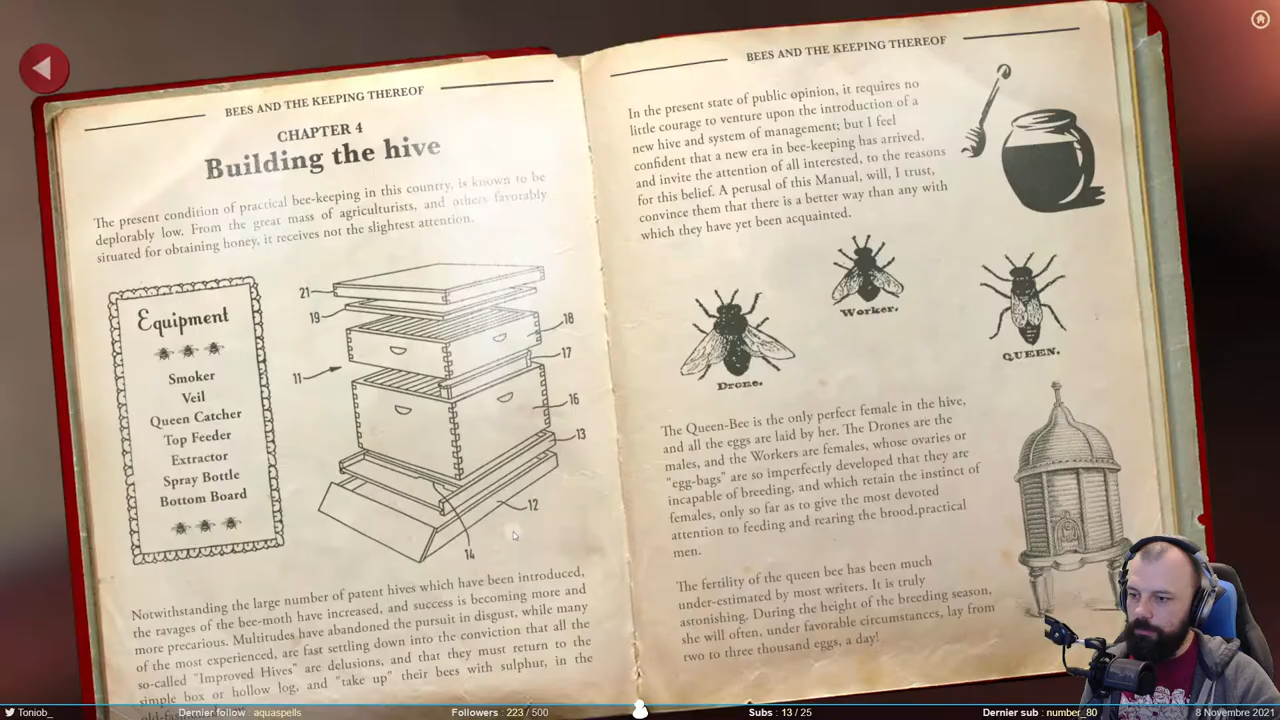 BEES AND THE KEEPING THEREOF
CHAPTER 4
Building the hive
The present condition of practical bee-keeping in this country, is known to be
deplorably low. From the great mass of agriculturists, and others favorably
situated for obtaining honey, it receives not the slightest attention.
Equipment
Smoker
Veil
Queen Catcher
Top Feeder
Extractor
Spray Bottle
Bottom Board
21
19
18
17
11
16
13
12
14
Notwithstanding the large number of patent hives which have been introduced,
the ravages of the bee-moth have increased, and success is becoming more and
more precarious. Multitudes have abandoned the pursuit in disgust, while many
of the most experienced, are fast settling down into the conviction that all the
so-called "Improved Hives" are delusions, and that they must return to the
simple box or hollow log, and "take up" their bees with sulphur, in the
BEES AND THE KEEPING THEREOF
In the present state of public opinion, it requires no
little courage to venture upon the introduction of a
new hive and system of management; but I feel
confident that a new era in bee-keeping has arrived,
and invite the attention of all interested, to the reasons
for this belief. A perusal of this Manual, will, I trust,
convince them that there is a better way than any with
which they have yet been acquainted.
Drone.
Worker.
QUEEN.
The Queen-Bee is the only perfect female in the hive,
and all the eggs are laid by her. The Drones are the
males, and the Workers are females, whose ovaries or
"egg-bags" are so imperfectly developed that they are
incapable of breeding, and which retain the instinct of
females, only so far as to give the most devoted
attention to feeding and rearing the brood.practical
men.
The fertility of the queen bee has been much
under-estimated by most writers. It is truly
astonishing. During the height of the breeding season,
she will often, under favorable circumstances, lay from
two to three thousand eggs, a day!
Toniob_
Dernier follow : aquaspells
Followers : 223 / 500
Subs : 13 / 25
Dernier sub : number_80
8 Novembre 2021